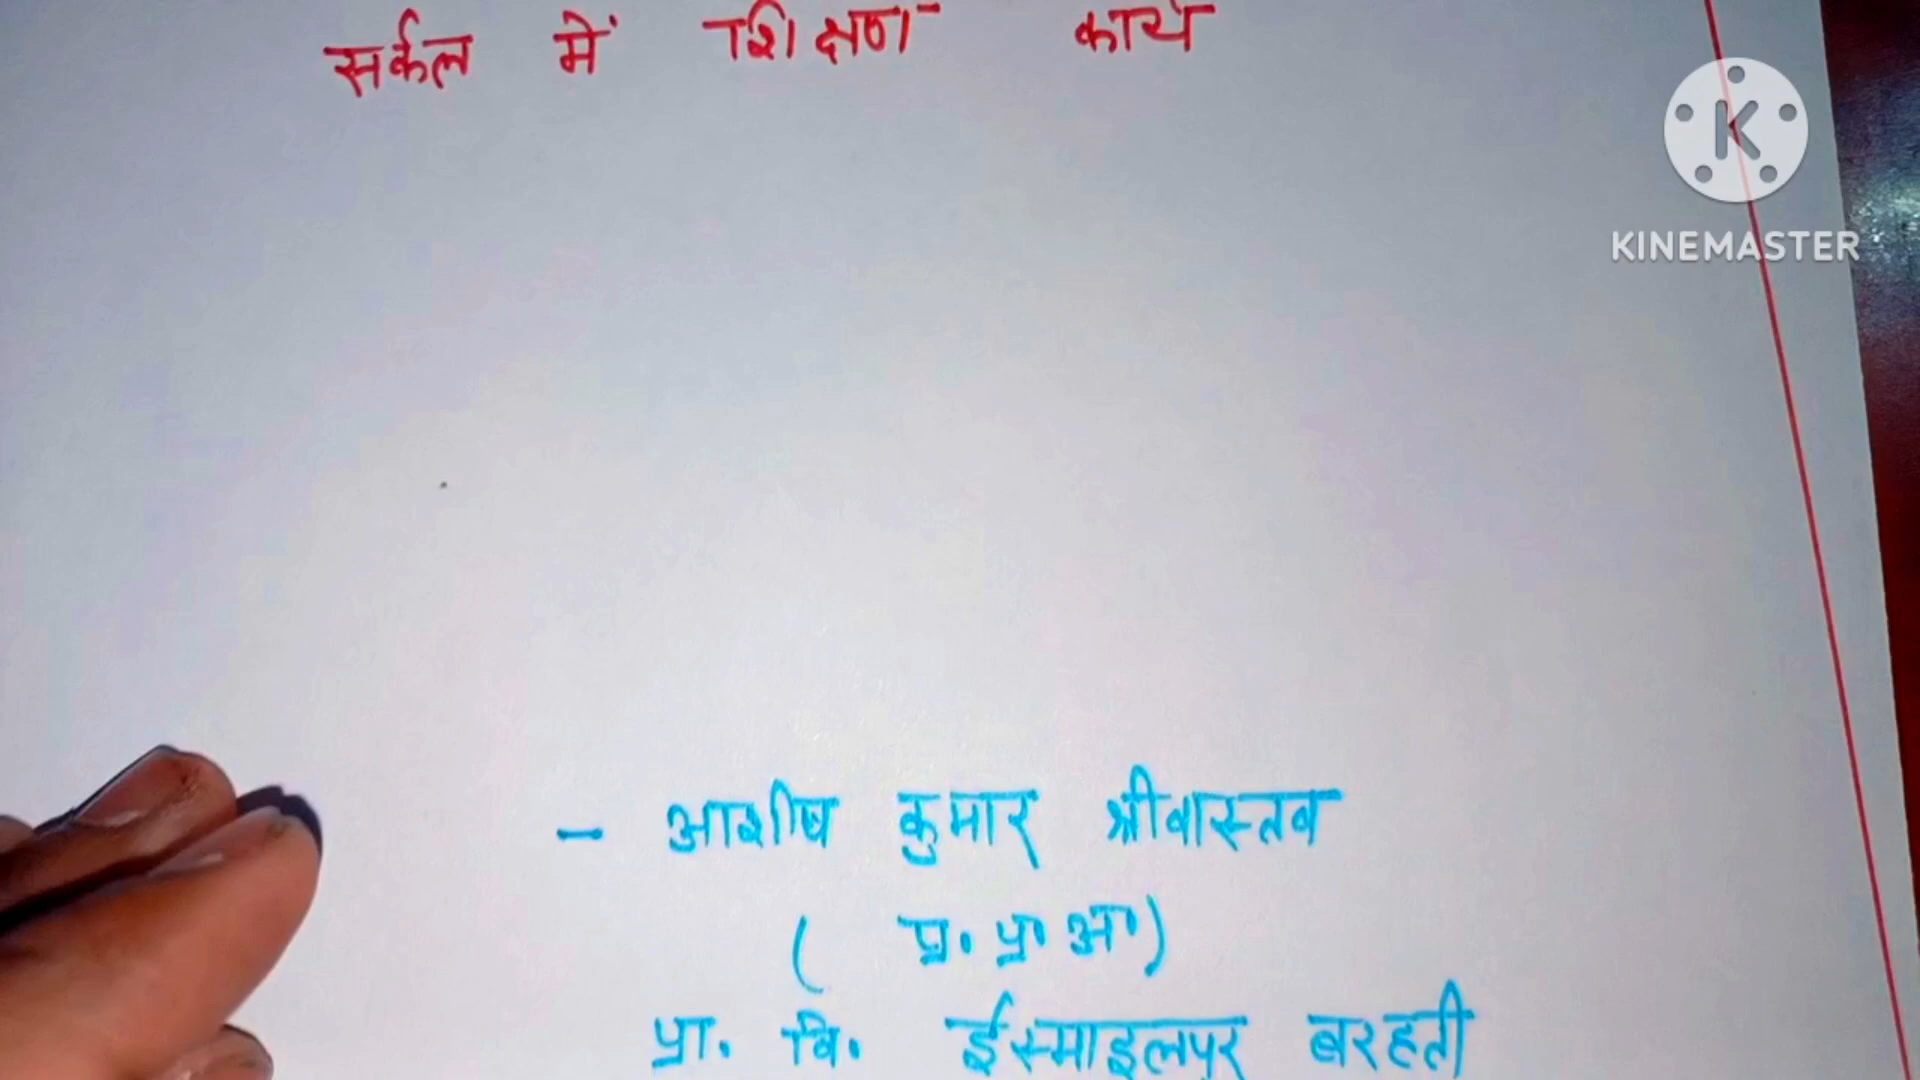 सर्कल में शिक्षण कार्य
KINEMASTER
- आशीष कुमार श्रीवास्तव
( प्र. प्र. अ. )
प्रा. वि. ईस्माइलपुर बरहती